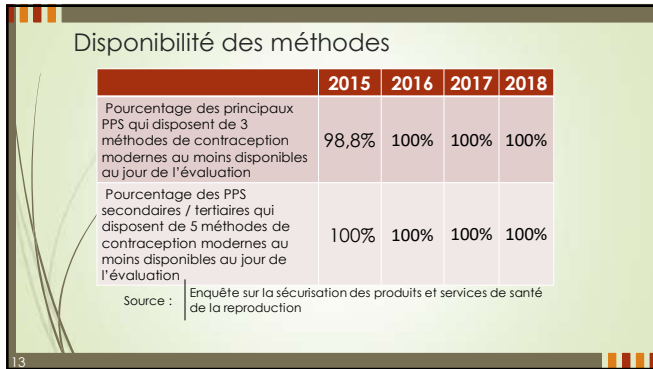 Disponibilité des méthodes
2015 2016 2017 2018
Pourcentage des principaux
PPS qui disposent de 3
méthodes de contraception
modernes au moins disponibles
au jour de l’évaluation
98,8% 100% 100% 100%
Pourcentage des PPS
secondaires / tertiaires qui
disposent de 5 méthodes de
contraception modernes au
moins disponibles au jour de
l’évaluation
100% 100% 100% 100%
Source :
Enquête sur la sécurisation des produits et services de santé
de la reproduction
13